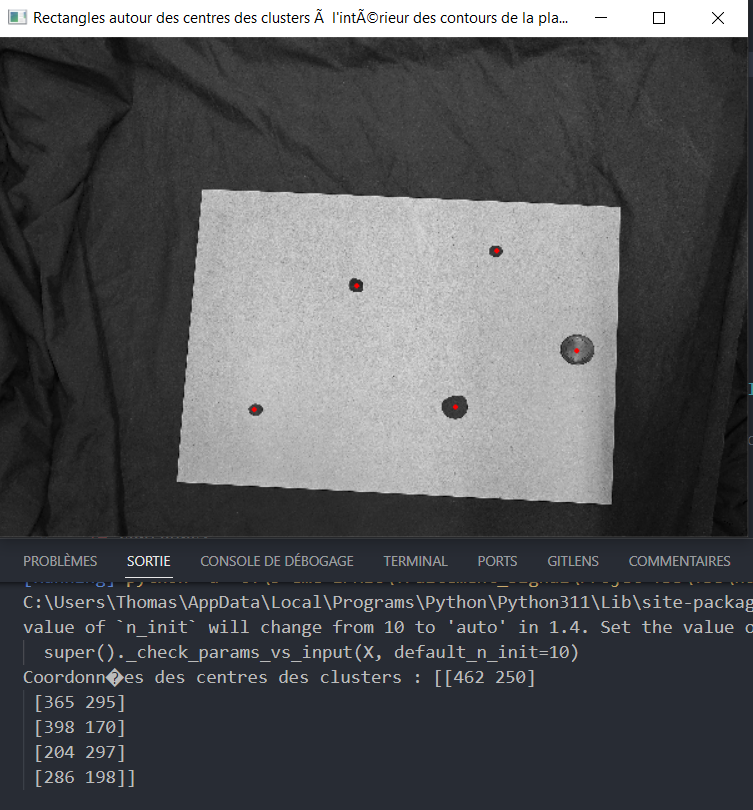 Rectangles autour des centres des clusters Ã  l'intÃ©rieur des contours de la pla...
PROBLÈMES SORTIE CONSOLE DE DÉBOGAGE TERMINAL PORTS GITLENS COMMENTAIRES
C:\Users\Thomas\AppData\Local\Programs\Python\Python311\Lib\site-packag
value of `n_init` will change from 10 to 'auto' in 1.4. Set the value o
super()._check_params_vs_input(X, default_n_init=10)
Coordonn�es des centres des clusters : [[462 250]
[365 295]
[398 170]
[204 297]
[286 198]]